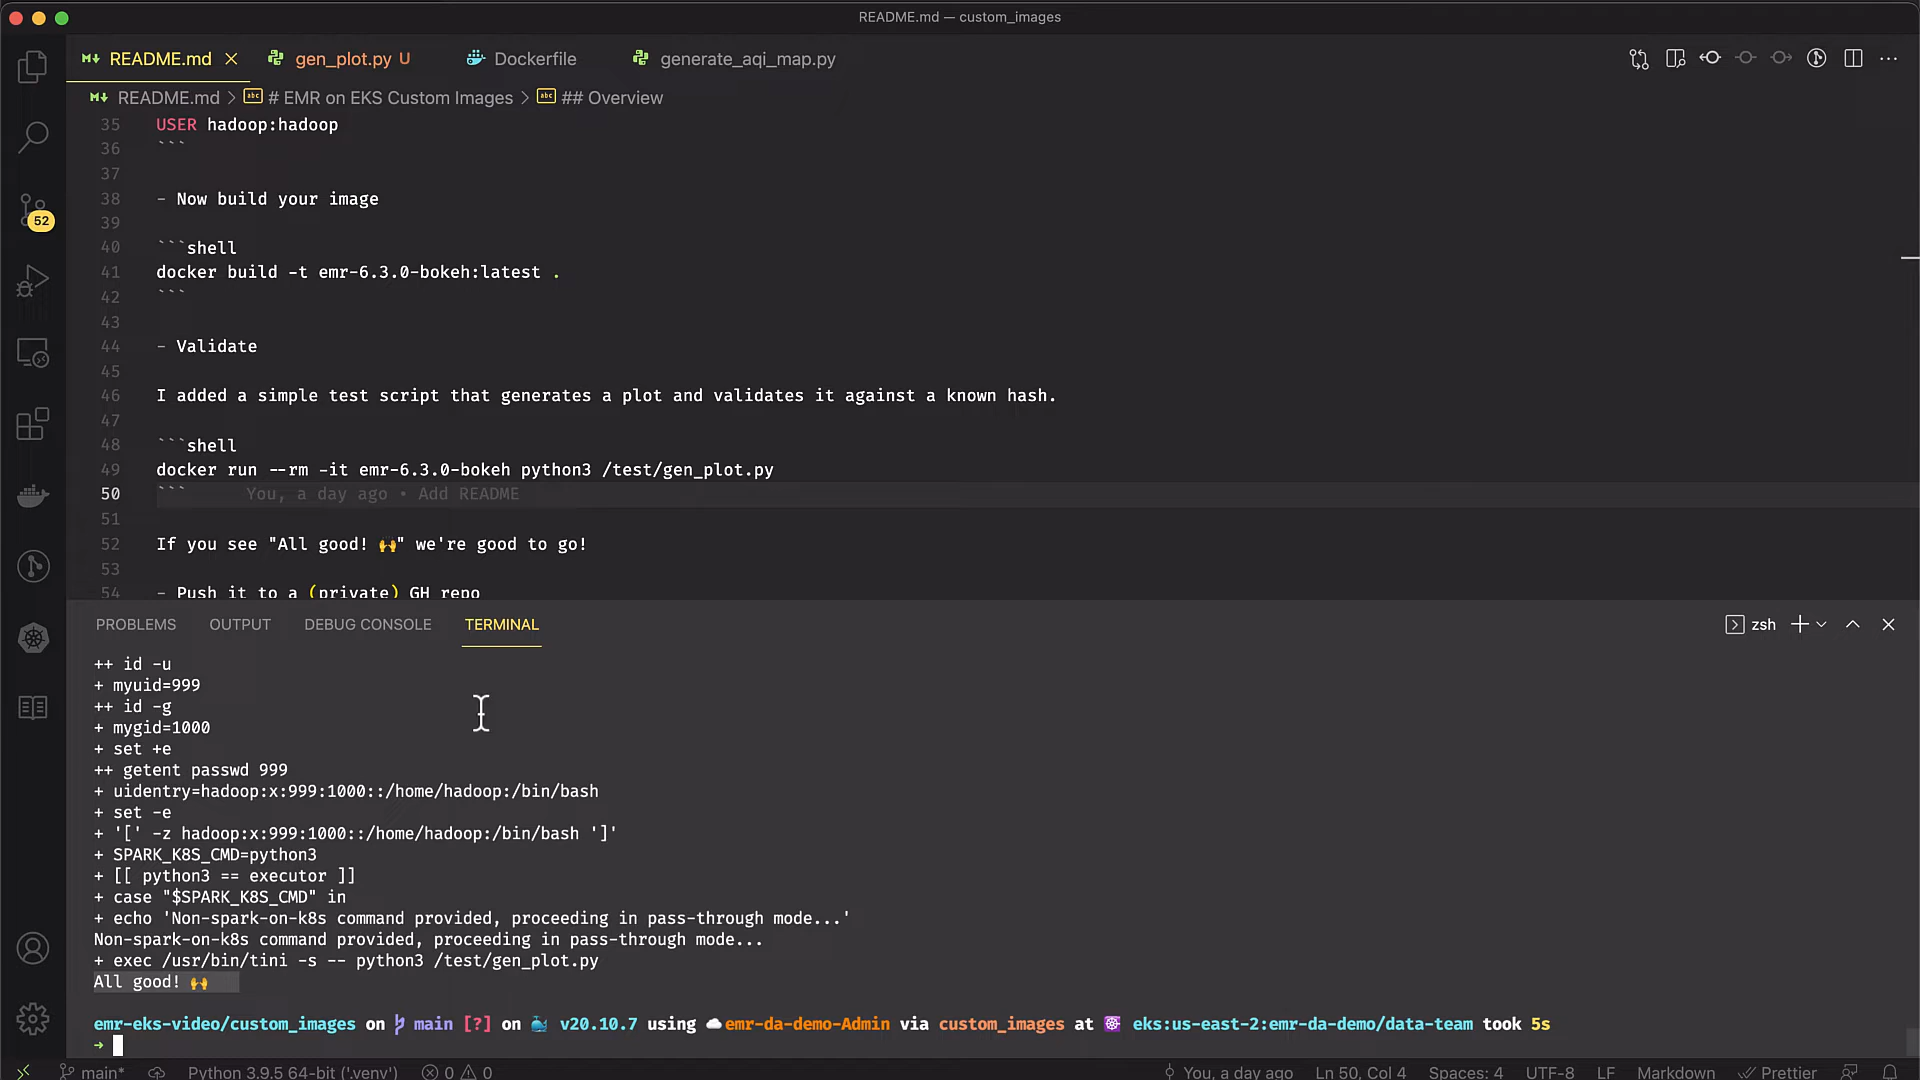 README.md — custom_images
README.md
gen_plot.py U
Dockerfile
generate_aqi_map.py
README.md > # EMR on EKS Custom Images > ## Overview
35 USER hadoop:hadoop
36 ```
37
38 - Now build your image
39
40 ```shell
41 docker build -t emr-6.3.0-bokeh:latest .
42 ```
43
44 - Validate
45
46 I added a simple test script that generates a plot and validates it against a known hash.
47
48 ```shell
49 docker run --rm -it emr-6.3.0-bokeh python3 /test/gen_plot.py
50 ``` You, a day ago • Add README
51
52 If you see "All good! 🙌" we're good to go!
53
54 - Push it to a (private) GH repo
52
PROBLEMS OUTPUT DEBUG CONSOLE TERMINAL
zsh
++ id -u
+ myuid=999
++ id -g
+ mygid=1000
+ set +e
++ getent passwd 999
+ uidentry=hadoop:x:999:1000::/home/hadoop:/bin/bash
+ set -e
+ '[' -z hadoop:x:999:1000::/home/hadoop:/bin/bash ']'
+ SPARK_K8S_CMD=python3
+ [[ python3 == executor ]]
+ case "$SPARK_K8S_CMD" in
+ echo 'Non-spark-on-k8s command provided, proceeding in pass-through mode...'
Non-spark-on-k8s command provided, proceeding in pass-through mode...
+ exec /usr/bin/tini -s -- python3 /test/gen_plot.py
All good! 🙌
emr-eks-video/custom_images on main [?] on 🐳 v20.10.7 using ☁️emr-da-demo-Admin via custom_images at ☸ eks:us-east-2:emr-da-demo/data-team took 5s
→
main* Python 3.9.5 64-bit ('.venv') 0 0 You, a day ago Ln 50, Col 4 Spaces: 4 UTF-8 LF Markdown Prettier